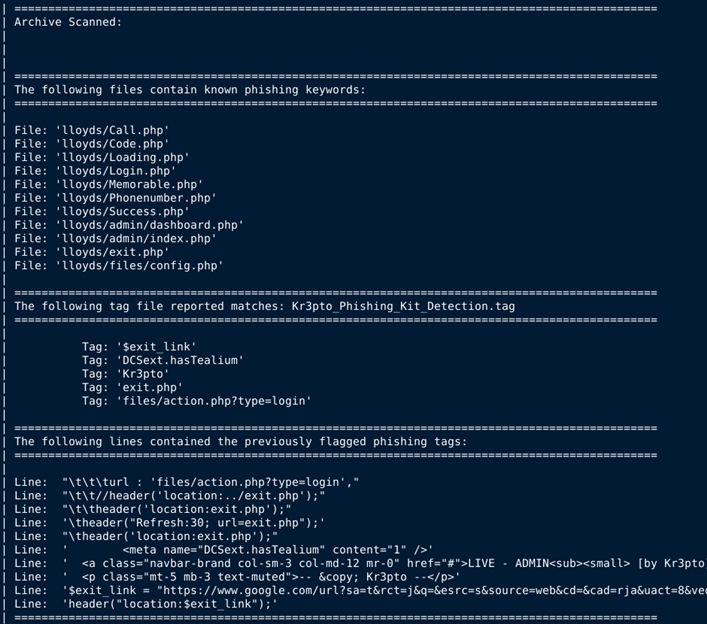 | ===============================================================================================
| Archive Scanned:
|
|
|
| ===============================================================================================
| The following files contain known phishing keywords:
| ===============================================================================================
|
| File: 'lloyds/Call.php'
| File: 'lloyds/Code.php'
| File: 'lloyds/Loading.php'
| File: 'lloyds/Login.php'
| File: 'lloyds/Memorable.php'
| File: 'lloyds/Phonenumber.php'
| File: 'lloyds/Success.php'
| File: 'lloyds/admin/dashboard.php'
| File: 'lloyds/admin/index.php'
| File: 'lloyds/exit.php'
| File: 'lloyds/files/config.php'
|
| ===============================================================================================
| The following tag file reported matches: Kr3pto_Phishing_Kit_Detection.tag
| ===============================================================================================
|
| Tag: '$exit_link'
| Tag: 'DCSext.hasTealium'
| Tag: 'Kr3pto'
| Tag: 'exit.php'
| Tag: 'files/action.php?type=login'
|
| ===============================================================================================
| The following lines contained the previously flagged phishing tags:
| ===============================================================================================
|
| Line: "\t\t\turl : 'files/action.php?type=login',"
| Line: "\t\t//header('location:../exit.php');"
| Line: "\t\theader('location:exit.php');"
| Line: '\theader("Refresh:30; url=exit.php");'
| Line: "\theader('location:exit.php');"
| Line: ' <meta name="DCSext.hasTealium" content="1" />'
| Line: ' <a class="navbar-brand col-sm-3 col-md-12 mr-0" href="#">LIVE - ADMIN<sub><small> [by Kr3pto
| Line: ' <p class="mt-5 mb-3 text-muted">-- &copy; Kr3pto --</p>'
| Line: '$exit_link = "https://www.google.com/url?sa=t&rct=j&q=&esrc=s&source=web&cd=&cad=rja&uact=8&ved
| Line: 'header("location:$exit_link");'
| ===============================================================================================